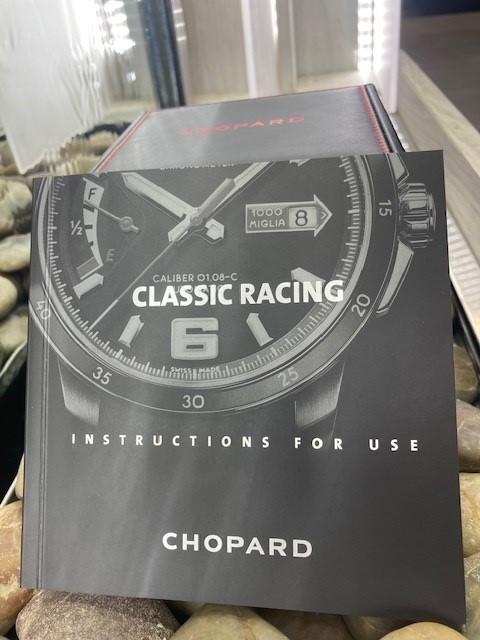 CHOPARD
CHRONOMETER
F
½
E
1000
MIGLIA
8
15
CALIBER 01.08-C
CLASSIC RACING
20
40
6
SWISS MADE
35
25
30
INSTRUCTIONS FOR USE
CHOPARD